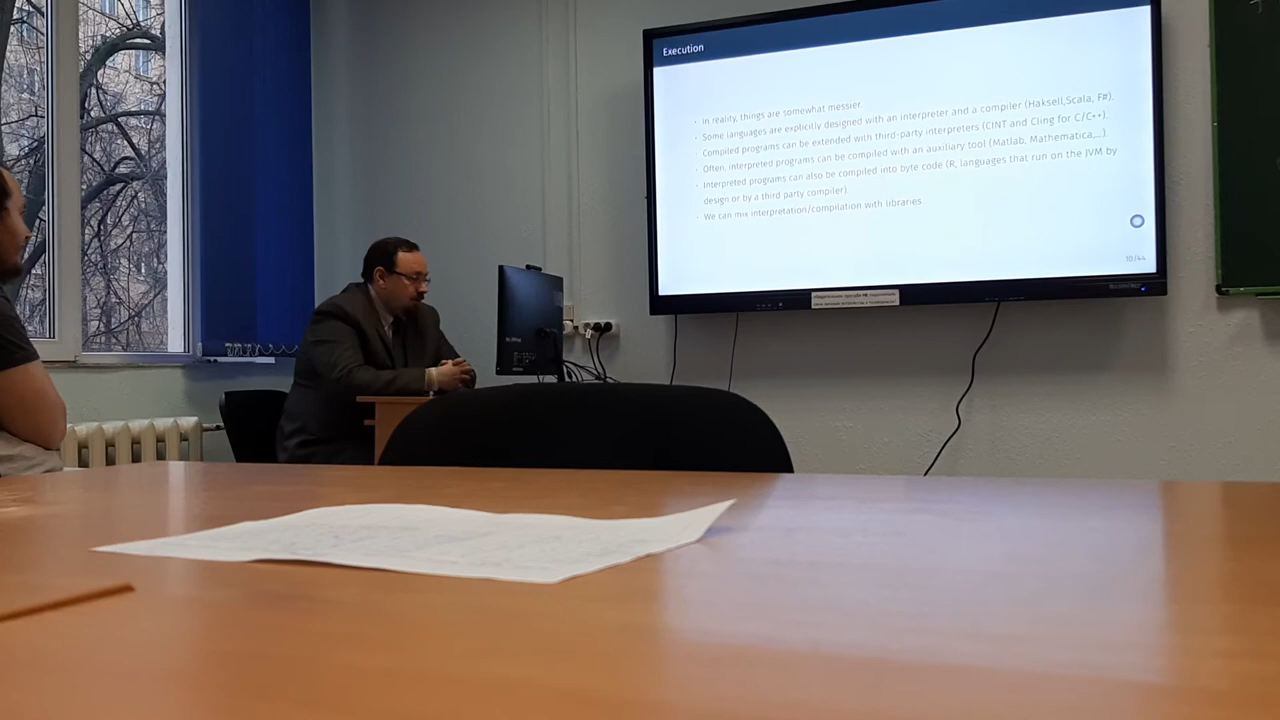 Execution
· In reality, things are somewhat messier.
· Some languages are explicitly designed with an interpreter and a compiler (Haksell,Scala, F#).
· Compiled programs can be extended with third-party interpreters (CINT and Cling for C/C++).
· Often, interpreted programs can be compiled with an auxiliary tool (Matlab, Mathematica,...).
· Interpreted programs can also be compiled into byte code (R, languages that run on the JVM by
design or by a third party compiler).
· We can mix interpretation/compilation with libraries.
10/44